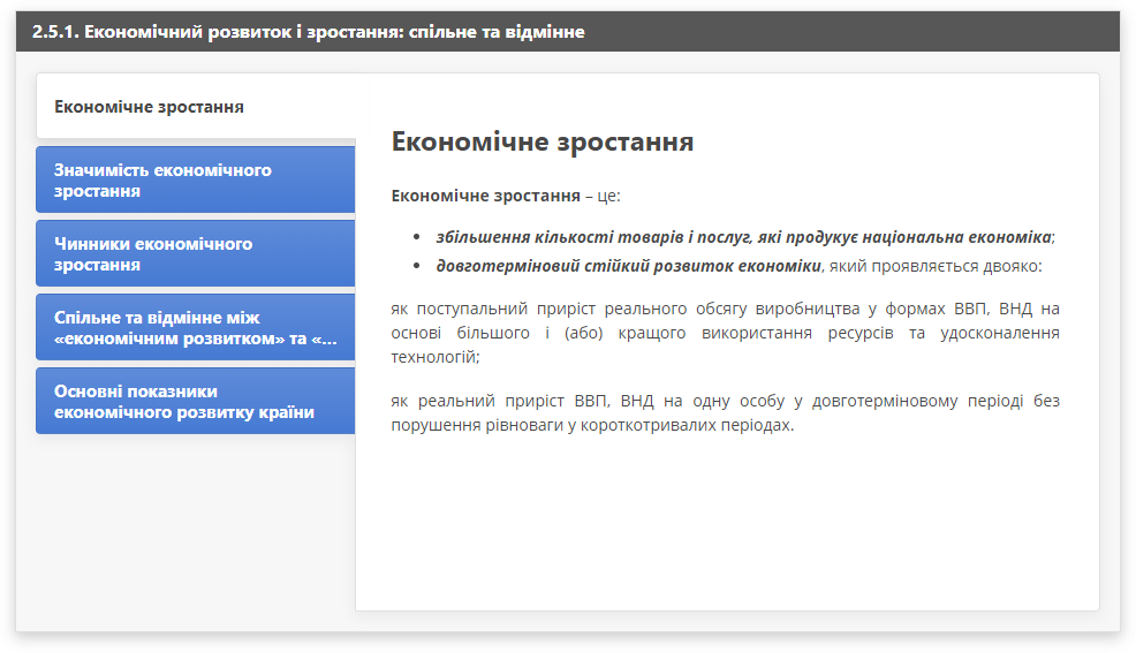 2.5.1. Економічний розвиток і зростання: спільне та відмінне
Економічне зростання
Значимість економічного
зростання
Чинники економічного
зростання
Спільне та відмінне між
«економічним розвитком» та «...
Основні показники
економічного розвитку країни
Економічне зростання
Економічне зростання – це:
• збільшення кількості товарів і послуг, які продукує національна економіка;
• довготерміновий стійкий розвиток економіки, який проявляється двояко:
як поступальний приріст реального обсягу виробництва у формах ВВП, ВНД на
основі більшого і (або) кращого використання ресурсів та удосконалення
технологій;
як реальний приріст ВВП, ВНД на одну особу у довготерміновому періоді без
порушення рівноваги у короткотривалих періодах.